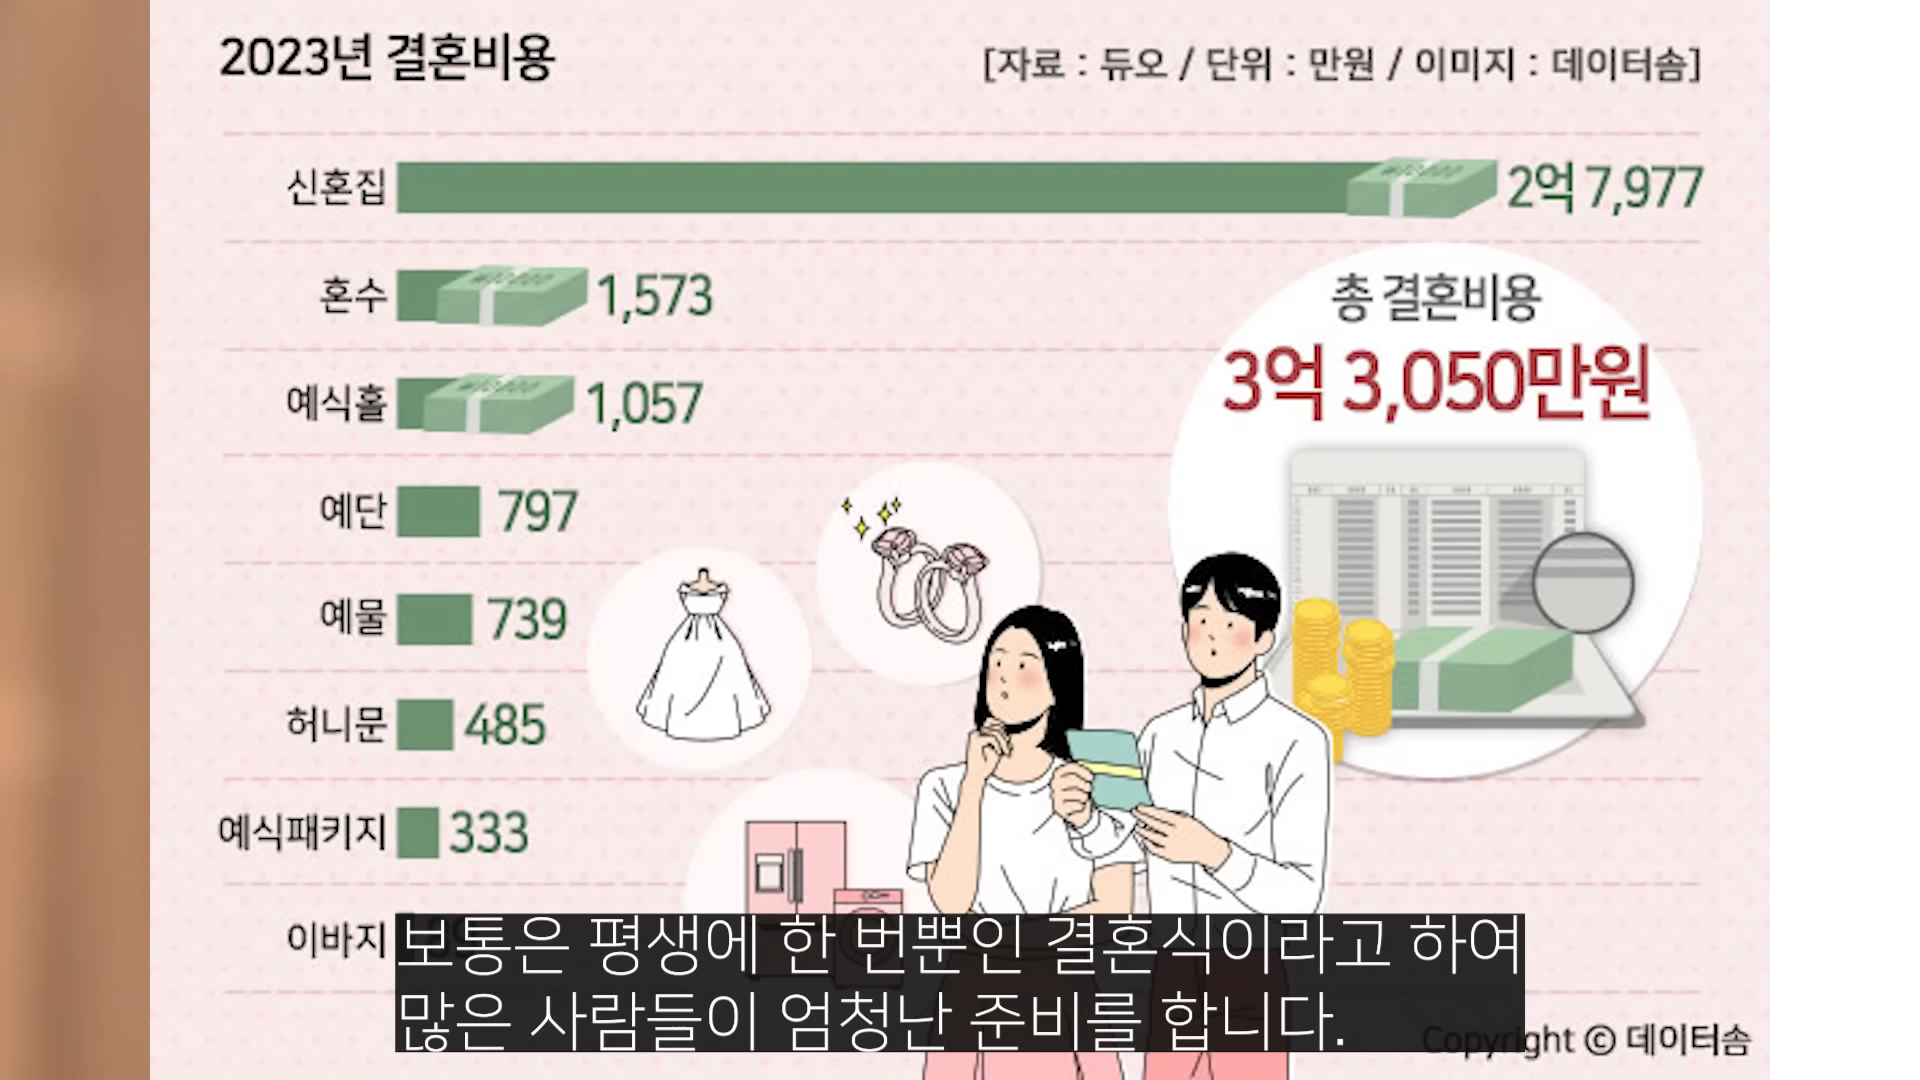 2023년 결혼비용
[자료 : 듀오 / 단위 : 만원 / 이미지 : 데이터솜]
신혼집 2억 7,977
혼수 1,573
예식홀 1,057
예단 797
예물 739
허니문 485
예식패키지 333
이바지
총 결혼비용
3억 3,050만원
보통은 평생에 한 번뿐인 결혼식이라고 하여
많은 사람들이 엄청난 준비를 합니다.
Copyright © 데이터솜